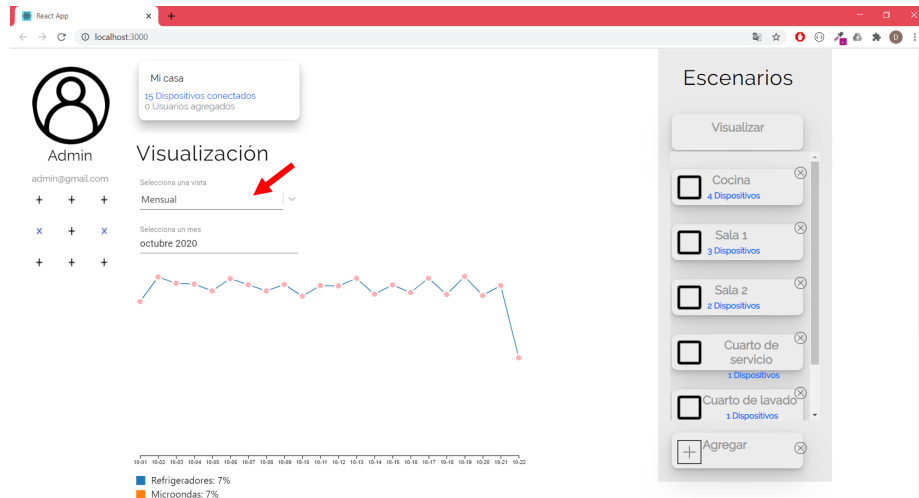 React App
localhost:3000
D
Admin
admin@gmail.com
Mi casa
15 Dispositivos conectados
0 Usuarios agregados
Visualización
Selecciona una vista
Mensual
Selecciona un mes
octubre 2020
10-01 10-02 10-03 10-04 10-05 10-06 10-07 10-08 10-09 10-10 10-11 10-12 10-13 10-14 10-15 10-16 10-17 10-18 10-19 10-20 10-21 10-22
Refrigeradores: 7%
Microondas: 7%
Escenarios
Visualizar
Cocina
4 Dispositivos
Sala 1
3 Dispositivos
Sala 2
2 Dispositivos
Cuarto de
servicio
1 Dispositivos
Cuarto de lavado
1 Dispositivos
Agregar